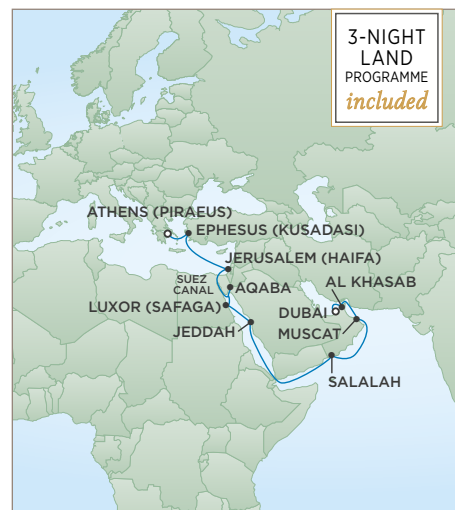 3-NIGHT
LAND
PROGRAMME
included
ATHENS (PIRAEUS)
EPHESUS (KUSADASI)
JERUSALEM (HAIFA)
SUEZ
CANAL
AQABA
AL KHASAB
LUXOR (SAFAGA)
DUBAI
JEDDAH
MUSCAT
SALALAH